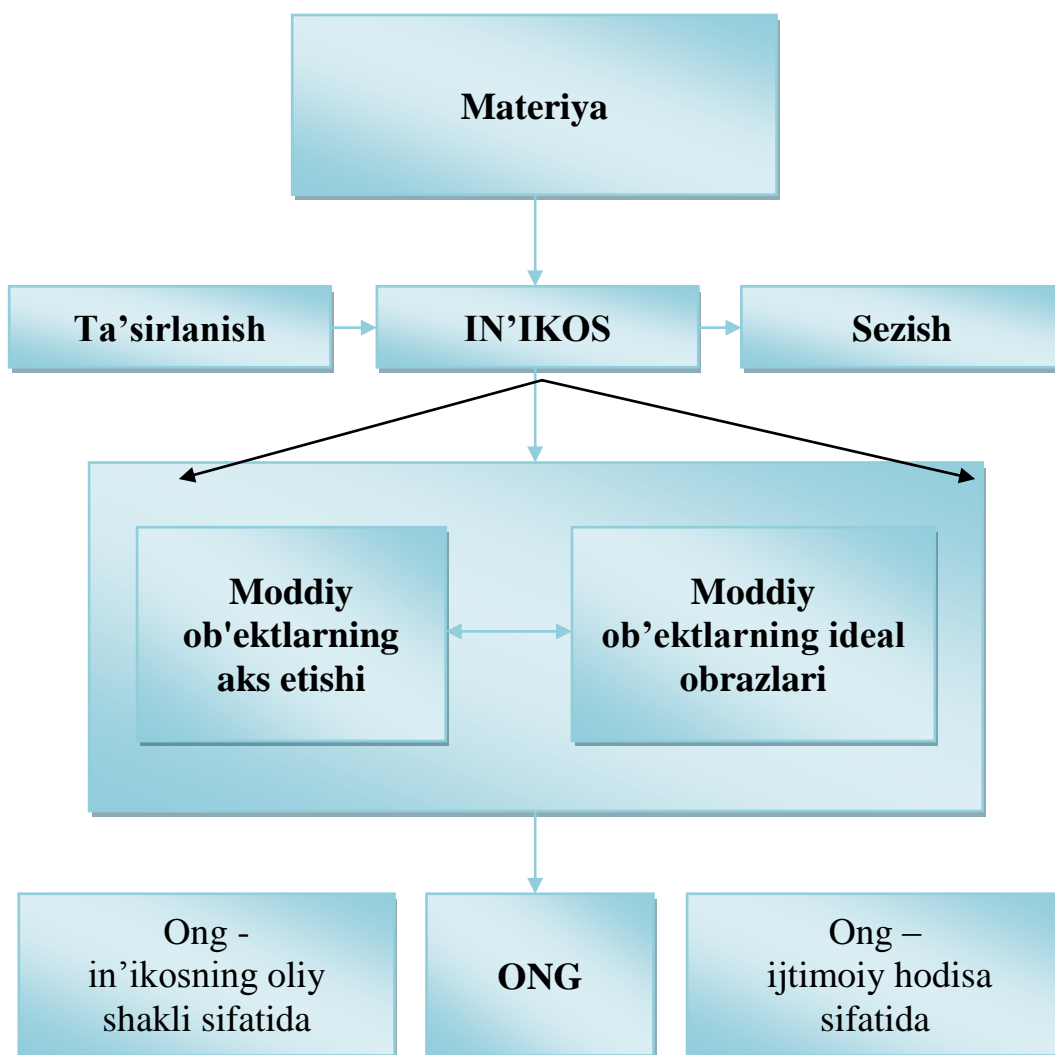 Materiya
Ta’sirlanish
IN’IKOS
Sezish
Moddiy
ob'ektlarning
aks etishi
Moddiy
ob’ektlarning ideal
obrazlari
Ong -
in’ikosning oliy
shakli sifatida
ONG
Ong –
ijtimoiy hodisa
sifatida